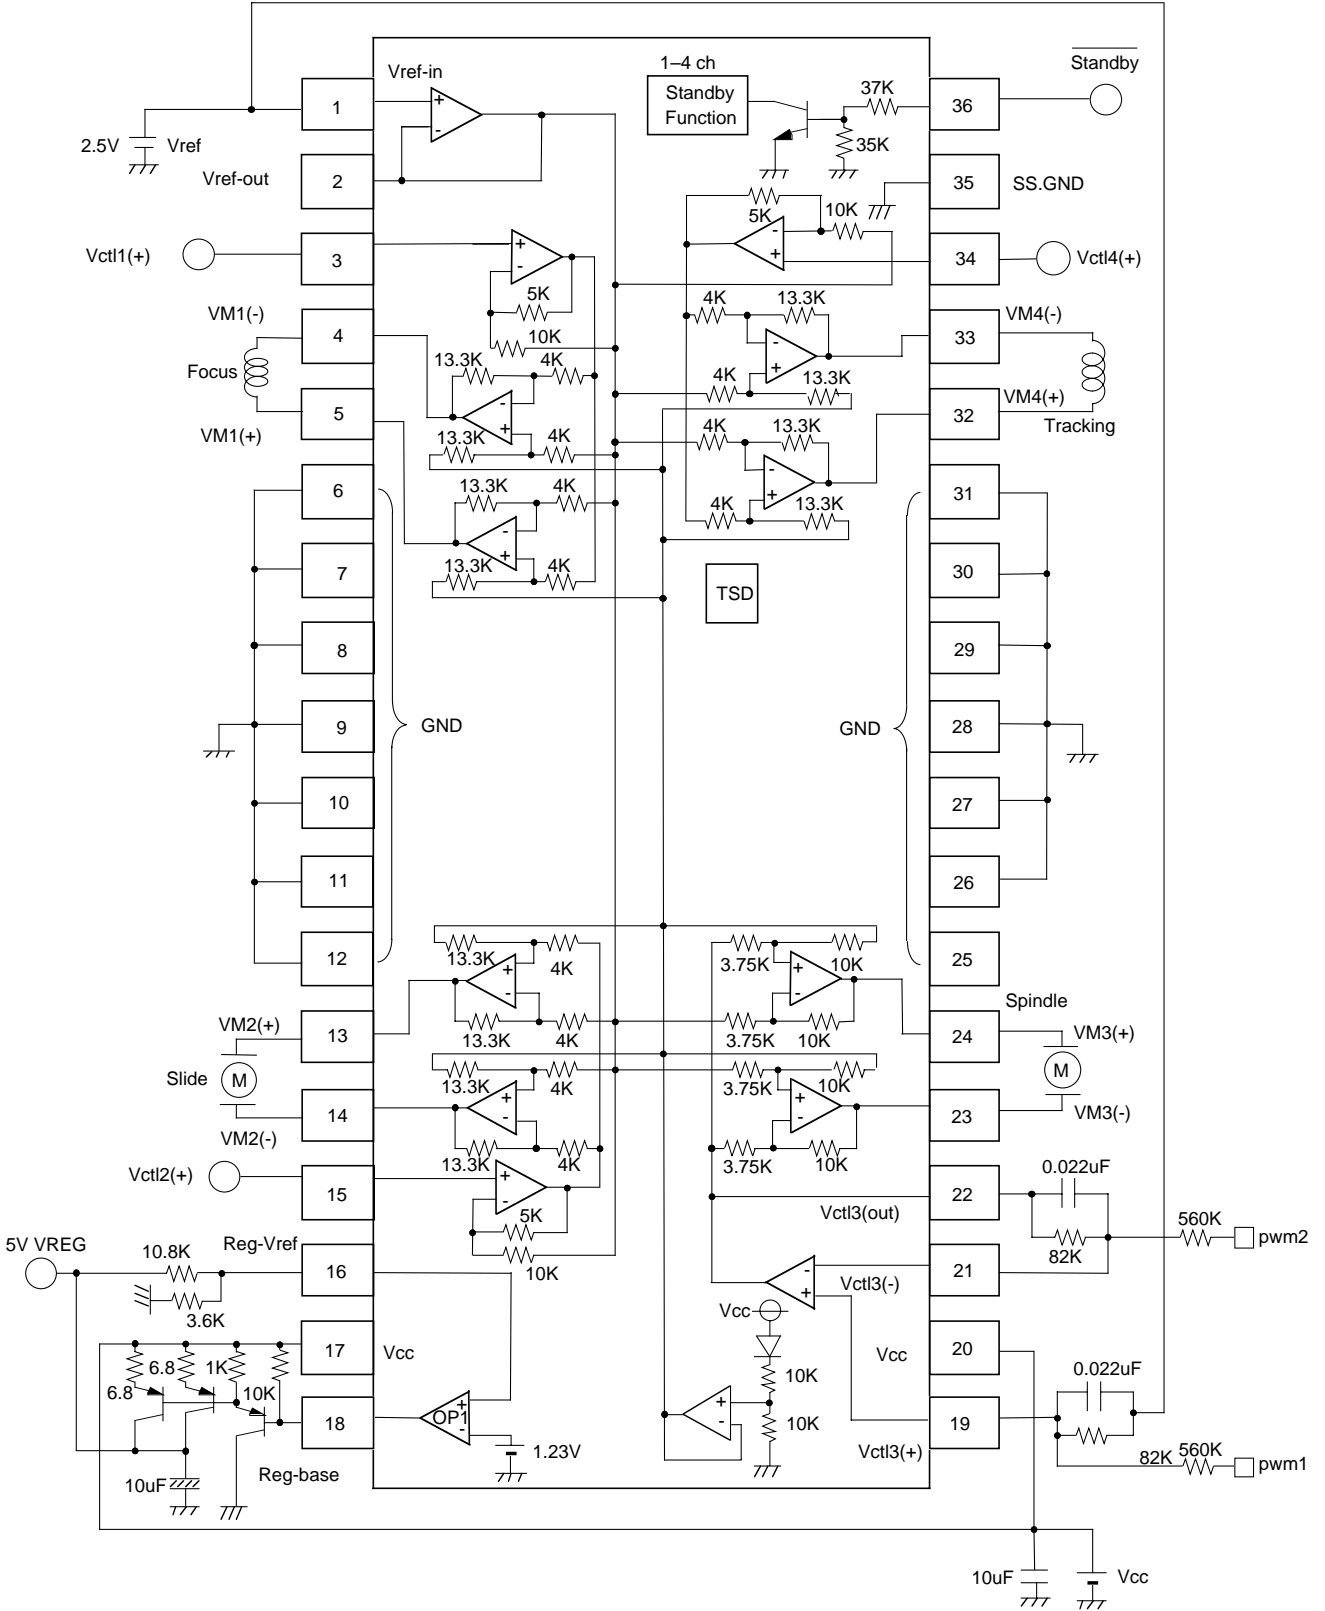 1–4 ch
Standby
Function
37K
35K
36
Standby
Vref-in
1
2.5V
Vref
Vref-out
2
35
SS.GND
5K
10K
Vctl1(+)
3
34
Vctl4(+)
5K
10K
VM1(-)
4
4K
13.3K
33
VM4(-)
Focus
13.3K
4K
4K
13.3K
5
VM1(+)
13.3K
4K
4K
13.3K
32
VM4(+)
Tracking
6
13.3K
4K
4K
13.3K
31
7
13.3K
4K
TSD
30
8
29
9
GND
GND
28
10
27
11
26
12
13.3K
4K
3.75K
10K
25
Spindle
VM2(+)
13
13.3K
4K
3.75K
10K
24
VM3(+)
Slide
M
13.3K
4K
3.75K
10K
M
14
23
VM3(-)
VM2(-)
13.3K
4K
3.75K
10K
Vctl2(+)
15
22
0.022uF
5K
Vctl3(out)
82K
560K
pwm2
5V VREG
10.8K
Reg-Vref
16
10K
21
Vctl3(-)
3.6K
Vcc
17
Vcc
Vcc
20
6.8
6.8
1K
10K
10K
10K
0.022uF
18
OP1
19
Vctl3(+)
82K
560K
pwm1
10uF
Reg-base
1.23V
10uF
Vcc
+
-
+
-
-
+
-
+
-
+
-
+
-
+
-
+
+
-
+
-
+
-
+
-
+
-
-
+
+
-
+
-